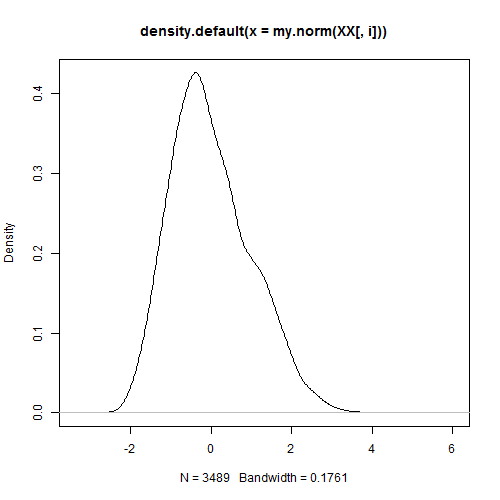 density.default(x = my.norm(XX[, i]))
Density
0.4
0.3
0.2
0.1
0.0
-2 0 2 4 6
N = 3489 Bandwidth = 0.1761